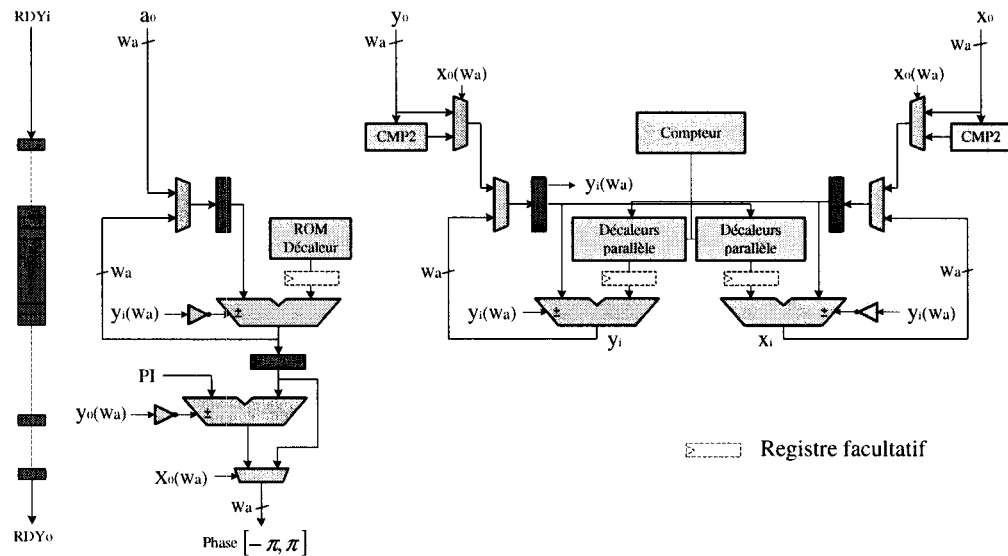 RDYi
a₀
Wa
y₀
Wa
x₀
Wa
x₀(Wa)
x₀(Wa)
CMP2
Compteur
CMP2
yᵢ(Wa)
ROM
Décaleur
Décaleurs
parallèle
Décaleurs
parallèle
Wa
Wa
Wa
yᵢ(Wa)
±
yᵢ(Wa)
±
±
yᵢ(Wa)
yᵢ
xᵢ
PI
y₀(Wa)
±
X₀(Wa)
Registre facultatif
Wa
RDYo
Phase [− π, π]